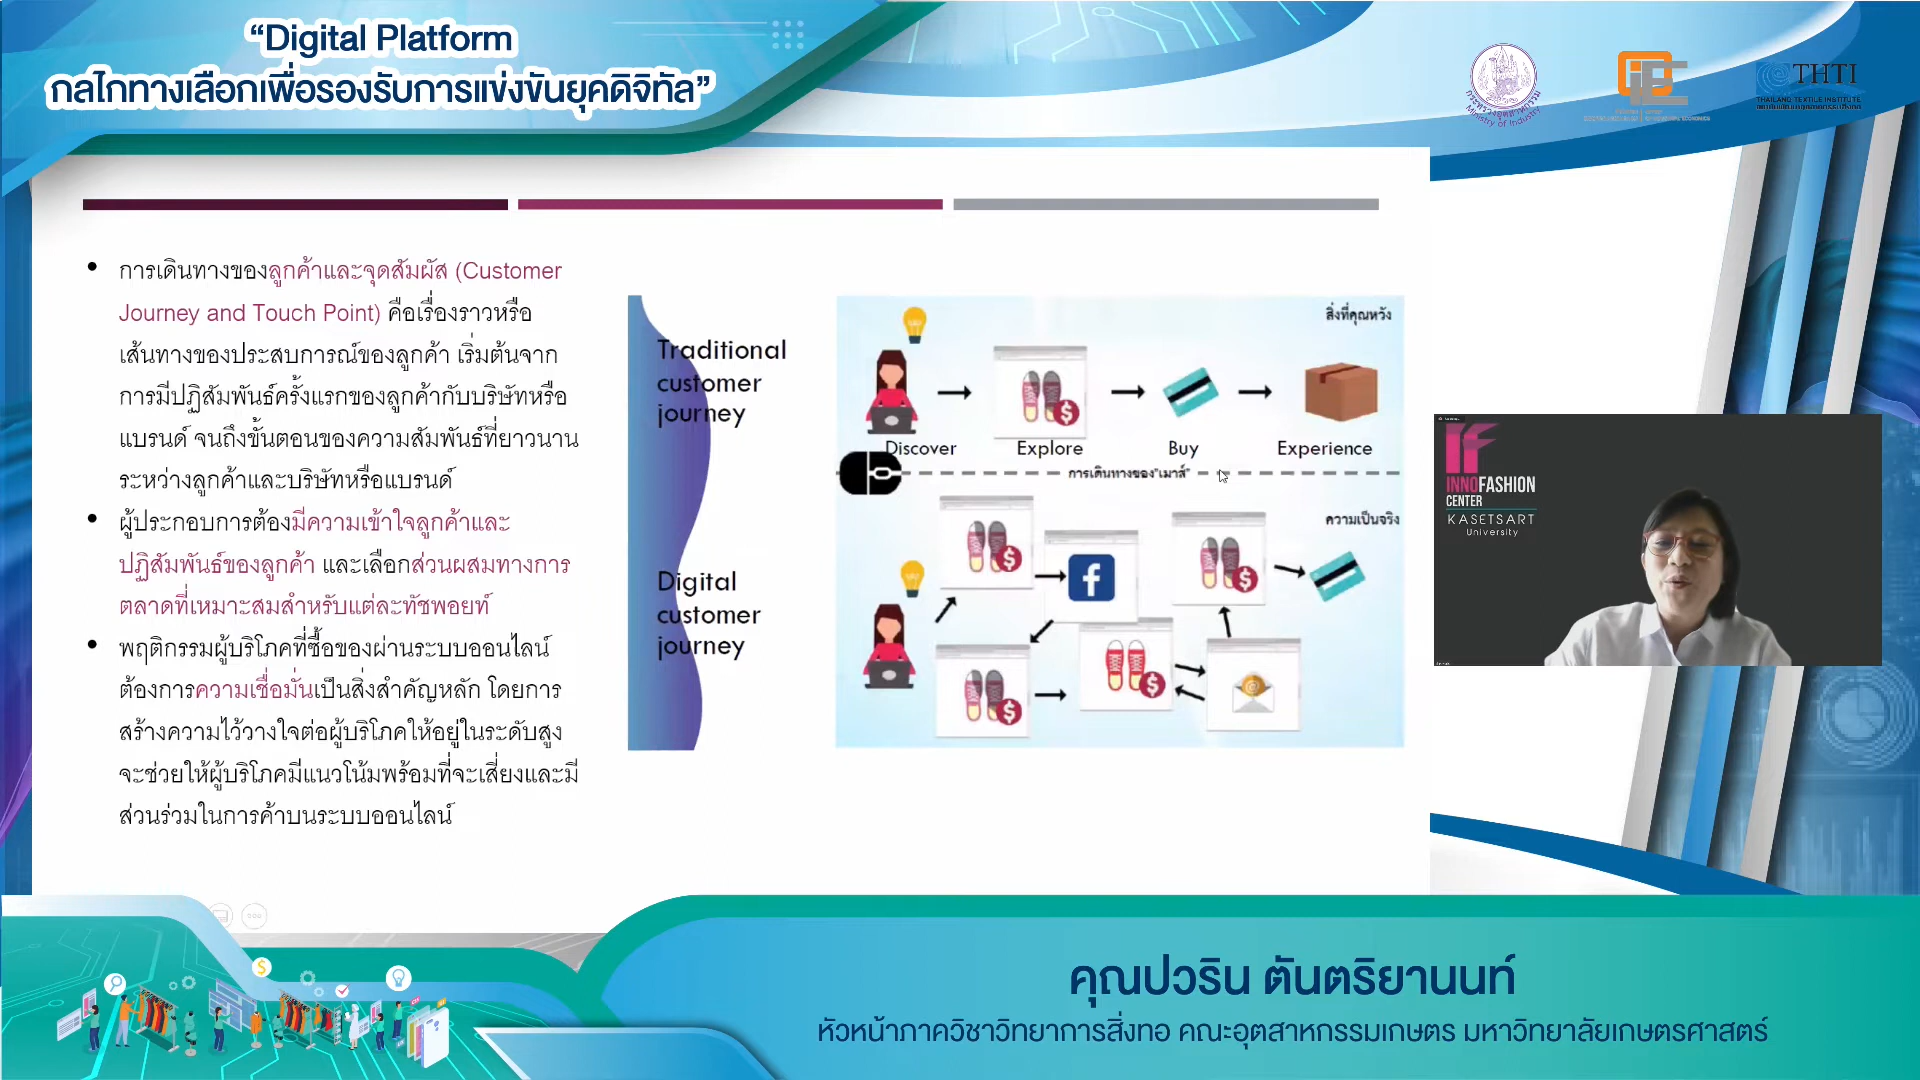 “Digital Platform
กลไกทางเลือกเพื่อรองรับการแข่งขันยุคดิจิทัล”
กระทรวงอุตสาหกรรม
Ministry of Industry
THTI
THAILAND TEXTILE INSTITUTE
• การเดินทางของลูกค้าและจุดสัมผัส (Customer
Journey and Touch Point) คือเรื่องราวหรือ
เส้นทางของประสบการณ์ของลูกค้า เริ่มต้นจาก
การมีปฏิสัมพันธ์ครั้งแรกของลูกค้ากับบริษัทหรือ
แบรนด์ จนถึงขั้นตอนของความสัมพันธ์ที่ยาวนาน
ระหว่างลูกค้าและบริษัทหรือแบรนด์
• ผู้ประกอบการต้องมีความเข้าใจลูกค้าและ
ปฏิสัมพันธ์ของลูกค้า และเลือกส่วนผสมทางการ
ตลาดที่เหมาะสมสำหรับแต่ละทัชพอยท์
• พฤติกรรมผู้บริโภคที่ซื้อของผ่านระบบออนไลน์
ต้องการความเชื่อมั่นเป็นสิ่งสำคัญหลัก โดยการ
สร้างความไว้วางใจต่อผู้บริโภคให้อยู่ในระดับสูง
จะช่วยให้ผู้บริโภคมีแนวโน้มพร้อมที่จะเสี่ยงและมี
ส่วนร่วมในการค้าบนระบบออนไลน์
Traditional
customer
journey
สิ่งที่คุณหวัง
Discover Explore Buy Experience
การเดินทางของ"เมาส์"
ความเป็นจริง
Digital
customer
journey
IF
INNOFASHION
CENTER
KASETSART
University
คุณปวริน ตันตริยานนท์
หัวหน้าภาควิชาวิทยาการสิ่งทอ คณะอุตสาหกรรมเกษตร มหาวิทยาลัยเกษตรศาสตร์